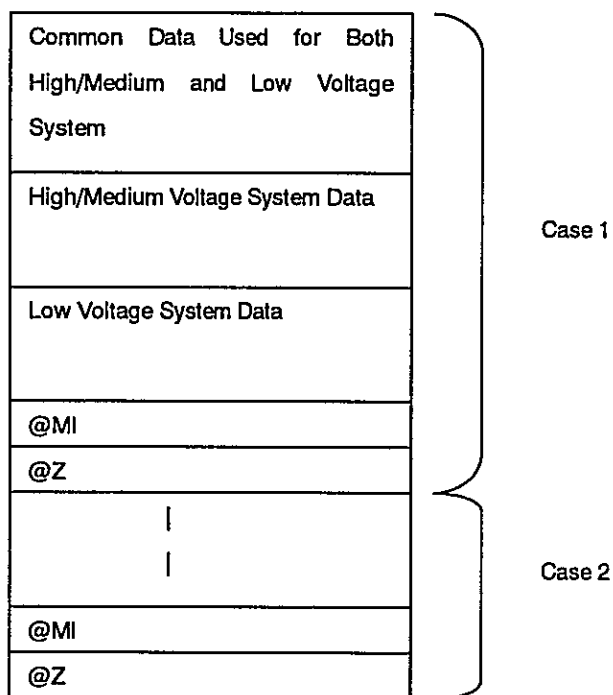 Common Data Used for Both
High/Medium and Low Voltage
System
High/Medium Voltage System Data
Case 1
Low Voltage System Data
@MI
@Z
|
|
Case 2
@MI
@Z